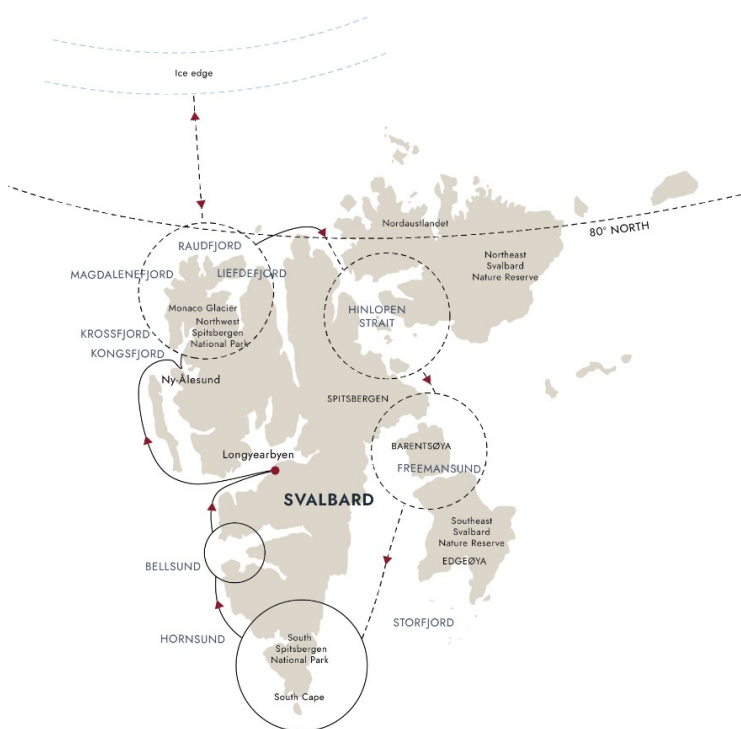 Ice edge
Nordaustlandet
80° NORTH
RAUDFJORD
Northeast
Svalbard
Nature Reserve
MAGDALENEFJORD
LIEFDEFJORD
Monaco Glacier
Northwest
Spitsbergen
National Park
HINLOPEN
STRAIT
KROSSFJORD
KONGSFJORD
Ny-Ålesund
SPITSBERGEN
BARENTSØYA
FREEMANSUND
Longyearbyen
SVALBARD
Southeast
Svalbard
Nature Reserve
EDGEØYA
BELLSUND
STORFJORD
HORNSUND
South
Spitsbergen
National Park
South Cape